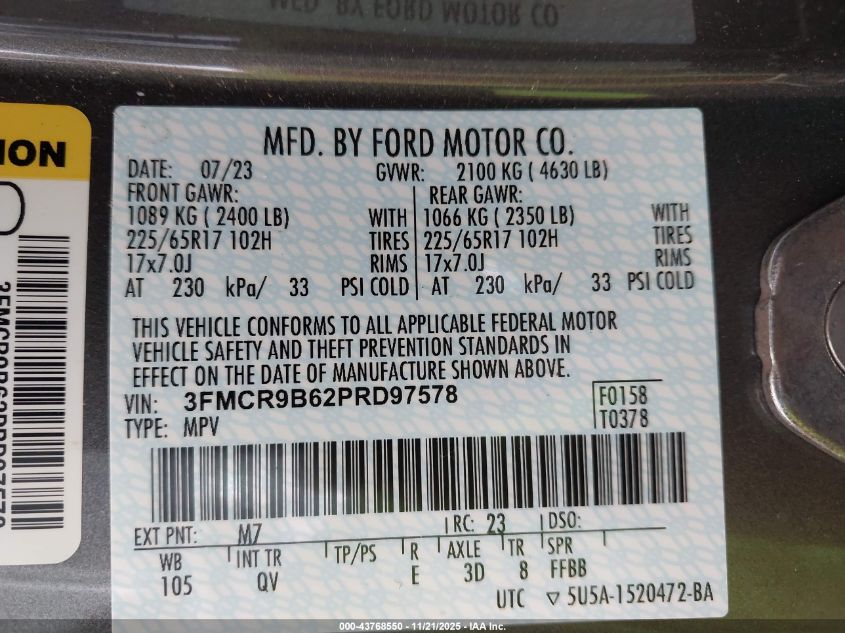 MFD. BY FORD MOTOR CO.
ION
MFD. BY FORD MOTOR CO.
DATE: 07/23 GVWR: 2100 KG ( 4630 LB)
FRONT GAWR: REAR GAWR:
1089 KG ( 2400 LB) WITH 1066 KG ( 2350 LB) WITH
225/65R17 102H TIRES 225/65R17 102H TIRES
17x7.0J RIMS 17x7.0J RIMS
AT 230 kPa/ 33 PSI COLD AT 230 kPa/ 33 PSI COLD
THIS VEHICLE CONFORMS TO ALL APPLICABLE FEDERAL MOTOR
VEHICLE SAFETY AND THEFT PREVENTION STANDARDS IN
EFFECT ON THE DATE OF MANUFACTURE SHOWN ABOVE.
VIN: 3FMCR9B62PRD97578 F0158
TYPE: MPV T0378
EXT PNT: M7 RC: 23 DSO:
WB INT TR TP/PS R AXLE TR SPR
105 QV E 3D 8 FFBB
UTC ▽ 5U5A-1520472-BA
3FMCR9B62PRD97578
000-43768550 - 11/21/2025 - IAA Inc.